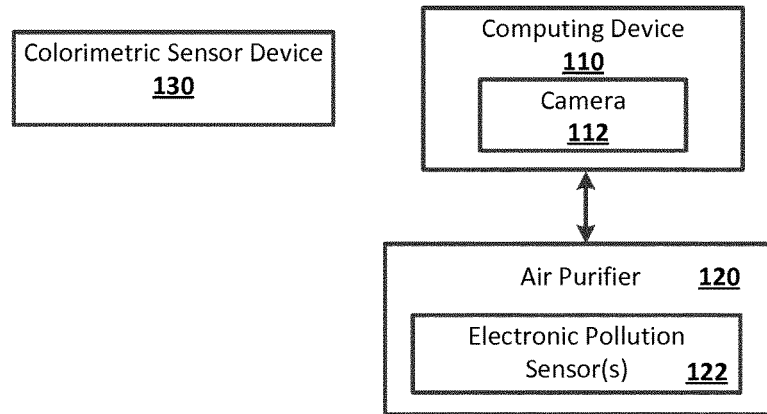 Colorimetric Sensor Device
130
Computing Device
110
Camera
112
Air Purifier 120
Electronic Pollution
Sensor(s) 122